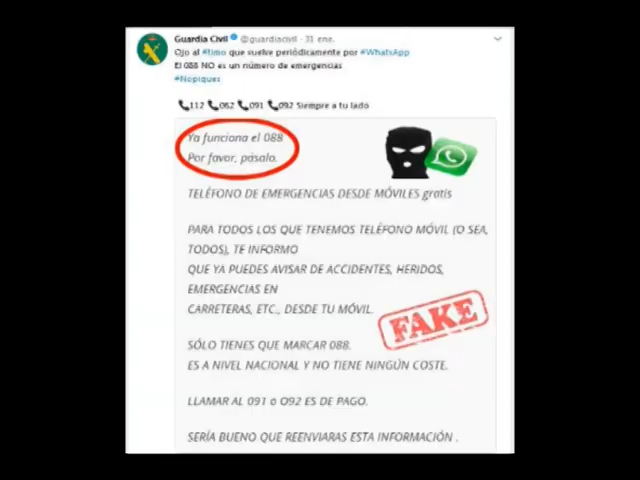 Guardia Civil @guardiacivil · 31 ene.
Ojo al #timo que vuelve periódicamente por #WhatsApp
El 088 NO es un número de emergencias
#Nopiques
112 062 091 092 Siempre a tu lado
Ya funciona el 088
Por favor, pásalo.
TELÉFONO DE EMERGENCIAS DESDE MÓVILES gratis
PARA TODOS LOS QUE TENEMOS TELÉFONO MÓVIL (O SEA,
TODOS), TE INFORMO
QUE YA PUEDES AVISAR DE ACCIDENTES, HERIDOS,
EMERGENCIAS EN
CARRETERAS, ETC., DESDE TU MÓVIL.
FAKE
SÓLO TIENES QUE MARCAR 088.
ES A NIVEL NACIONAL Y NO TIENE NINGÚN COSTE.
LLAMAR AL 091 ó O92 ES DE PAGO.
SERÍA BUENO QUE REENVIARAS ESTA INFORMACIÓN .